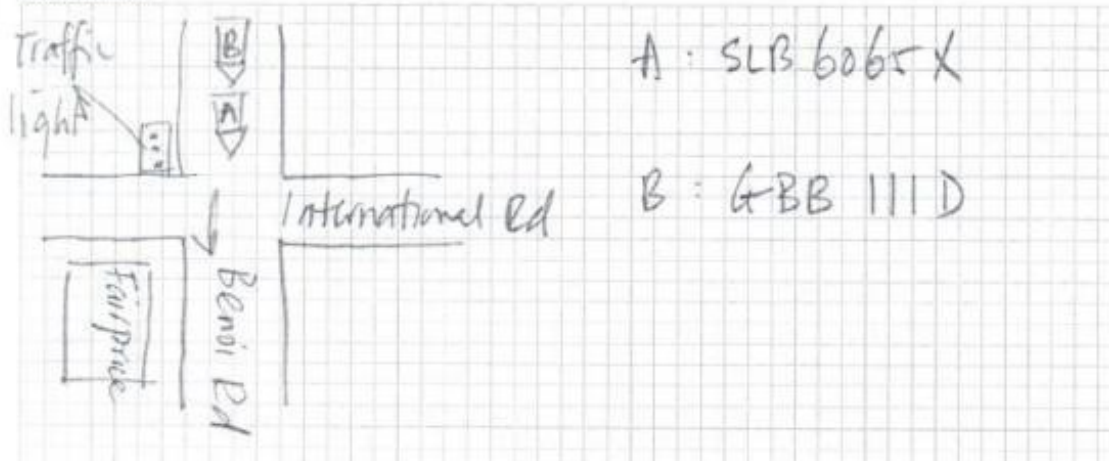 Traffic
light
B
A
A : SLB 6065 X
B : GBB 111 D
International Rd
Benoi Rd
Fairprice